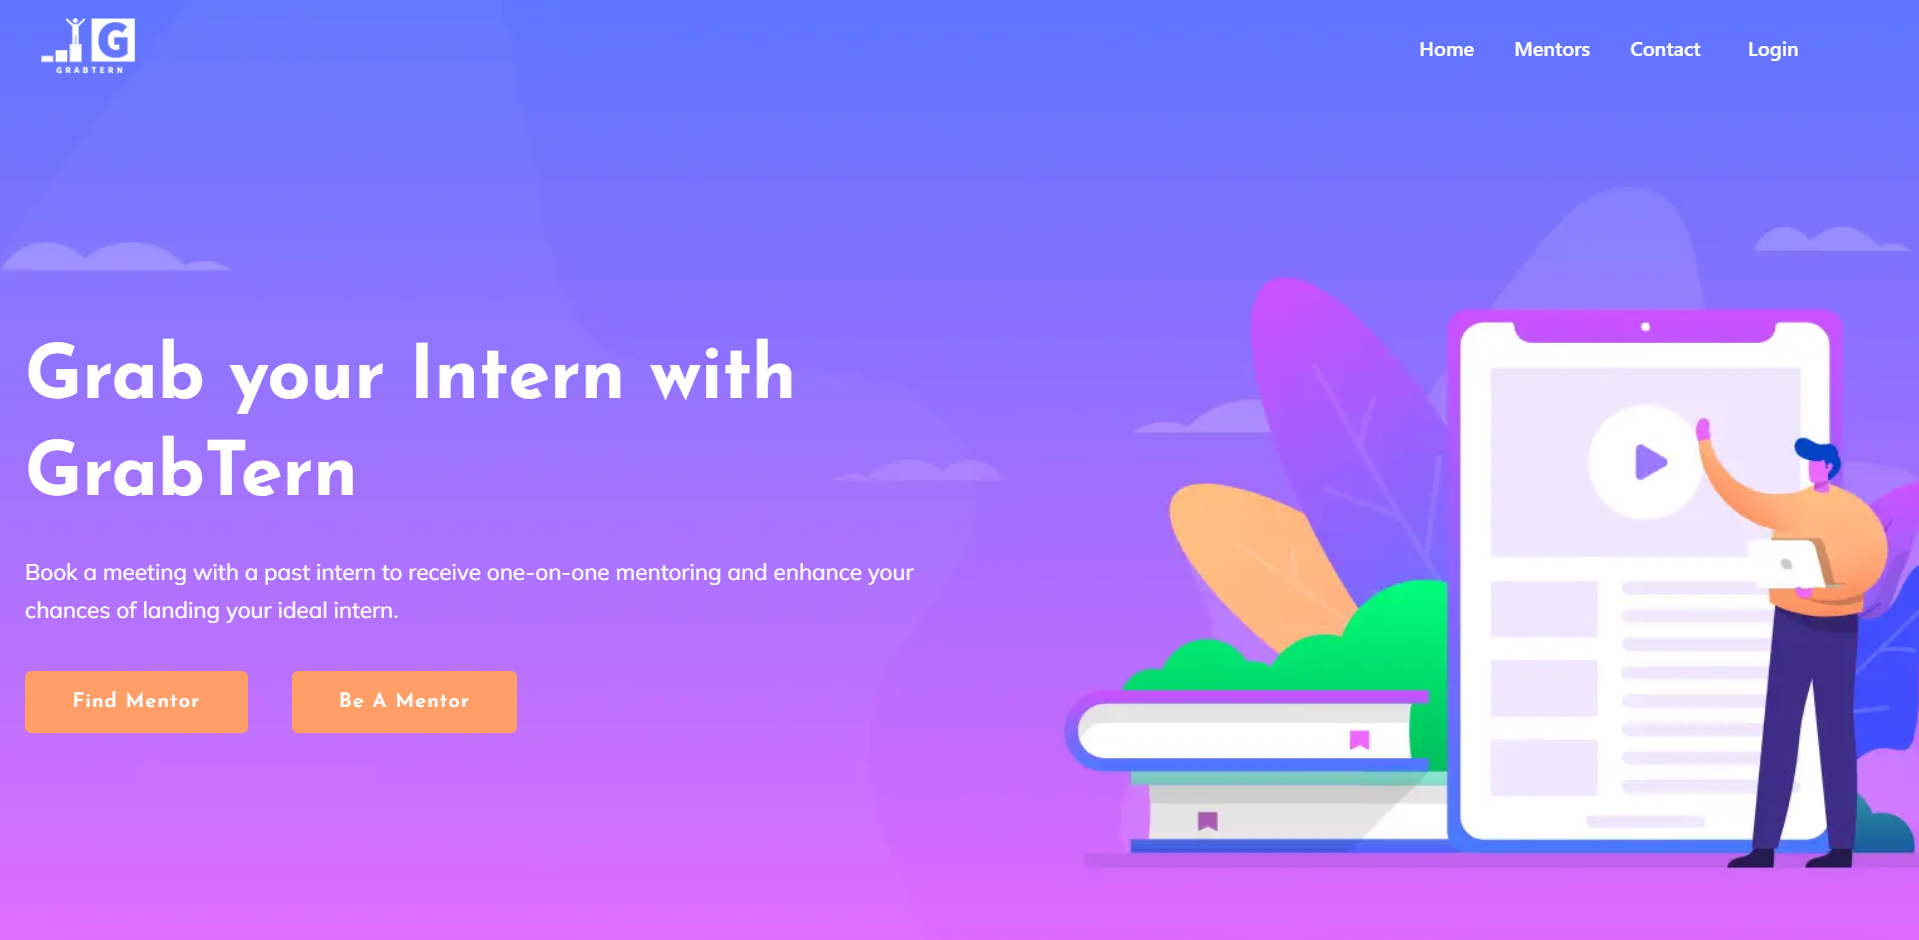 G
GRABTERN
Home Mentors Contact Login
Grab your Intern with
GrabTern
Book a meeting with a past intern to receive one-on-one mentoring and enhance your
chances of landing your ideal intern.
Find Mentor Be A Mentor